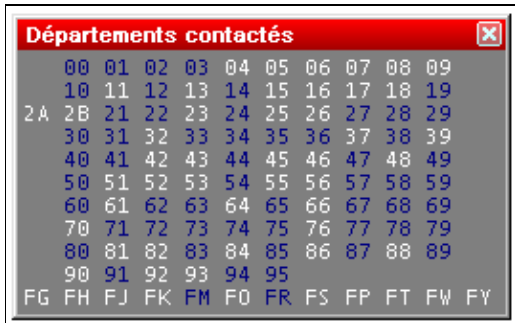 Départements contactés
00 01 02 03 04 05 06 07 08 09
10 11 12 13 14 15 16 17 18 19
2A 2B 21 22 23 24 25 26 27 28 29
30 31 32 33 34 35 36 37 38 39
40 41 42 43 44 45 46 47 48 49
50 51 52 53 54 55 56 57 58 59
60 61 62 63 64 65 66 67 68 69
70 71 72 73 74 75 76 77 78 79
80 81 82 83 84 85 86 87 88 89
90 91 92 93 94 95
FG FH FJ FK FM FO FR FS FP FT FW FY